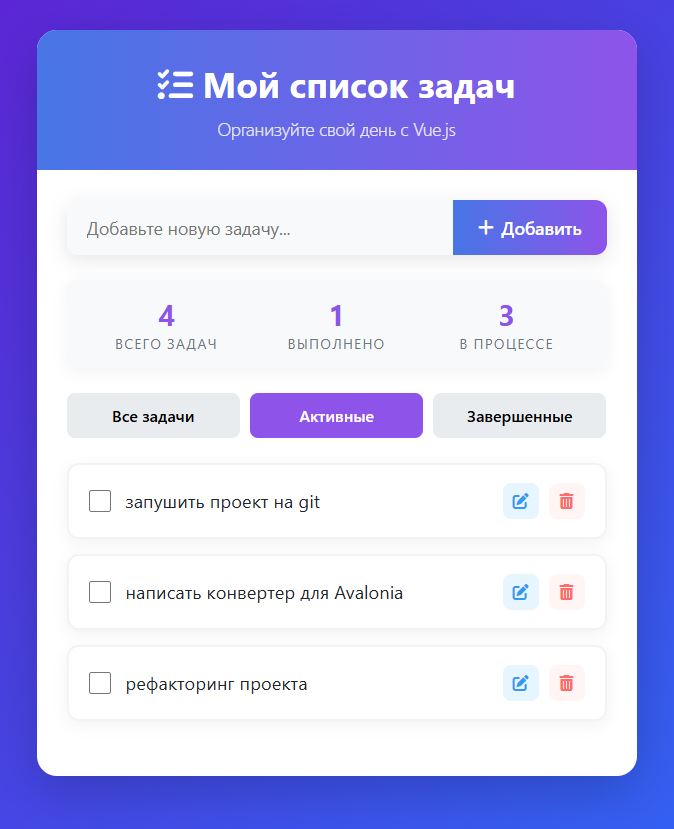 Мой список задач
Организуйте свой день с Vue.js
Добавьте новую задачу...
+ Добавить
4 1 3
ВСЕГО ЗАДАЧ ВЫПОЛНЕНО В ПРОЦЕССЕ
Все задачи Активные Завершенные
запушить проект на git
написать конвертер для Avalonia
рефакторинг проекта